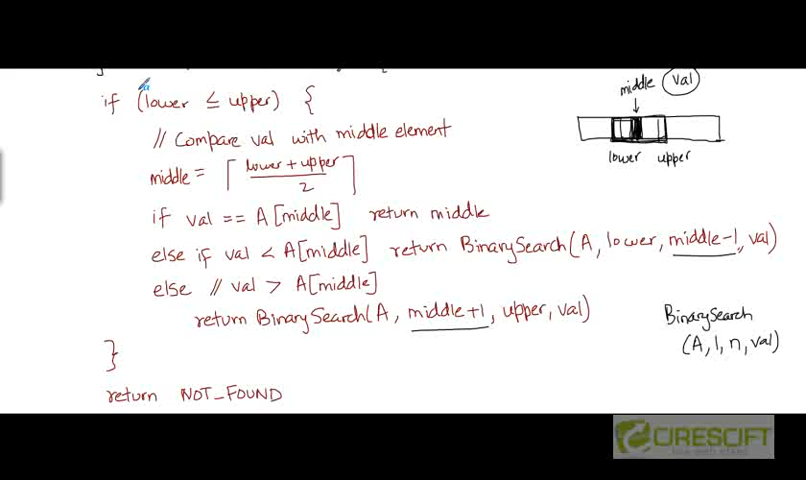 if (lower ≤ upper) {
// Compare val with middle element
middle = ⌈ lower + upper / 2 ⌉
if val == A[middle] return middle
else if val < A[middle] return BinarySearch(A, lower, middle-1, val)
else // val > A[middle]
return BinarySearch(A, middle+1, upper, val)
}
return NOT_FOUND
middle val
lower upper
BinarySearch
(A, 1, n, val)